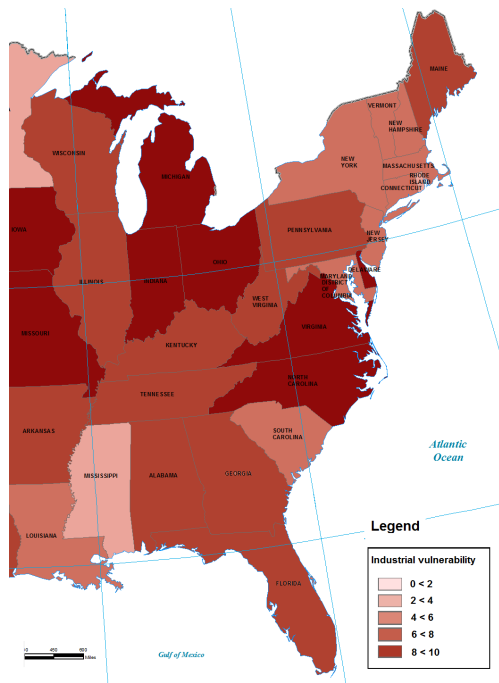 MAINE
VERMONT
NEW
HAMPSHIRE
WISCONSIN
NEW
YORK
MASSACHUSETTS
RHODE
ISLAND
CONNECTICUT
MICHIGAN
IOWA
PENNSYLVANIA
NEW
JERSEY
OHIO
DELAWARE
MARYLAND
DISTRICT
OF
COLUMBIA
ILLINOIS
INDIANA
WEST
VIRGINIA
VIRGINIA
MISSOURI
KENTUCKY
NORTH
CAROLINA
TENNESSEE
ARKANSAS
SOUTH
CAROLINA
MISSISSIPPI
ALABAMA
GEORGIA
LOUISIANA
FLORIDA
Atlantic
Ocean
Gulf of Mexico
Legend
Industrial vulnerability
0 < 2
2 < 4
4 < 6
6 < 8
8 < 10
0 450 900
Miles